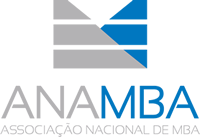 ANAMBA
ASSOCIAÇÃO NACIONAL DE MBA